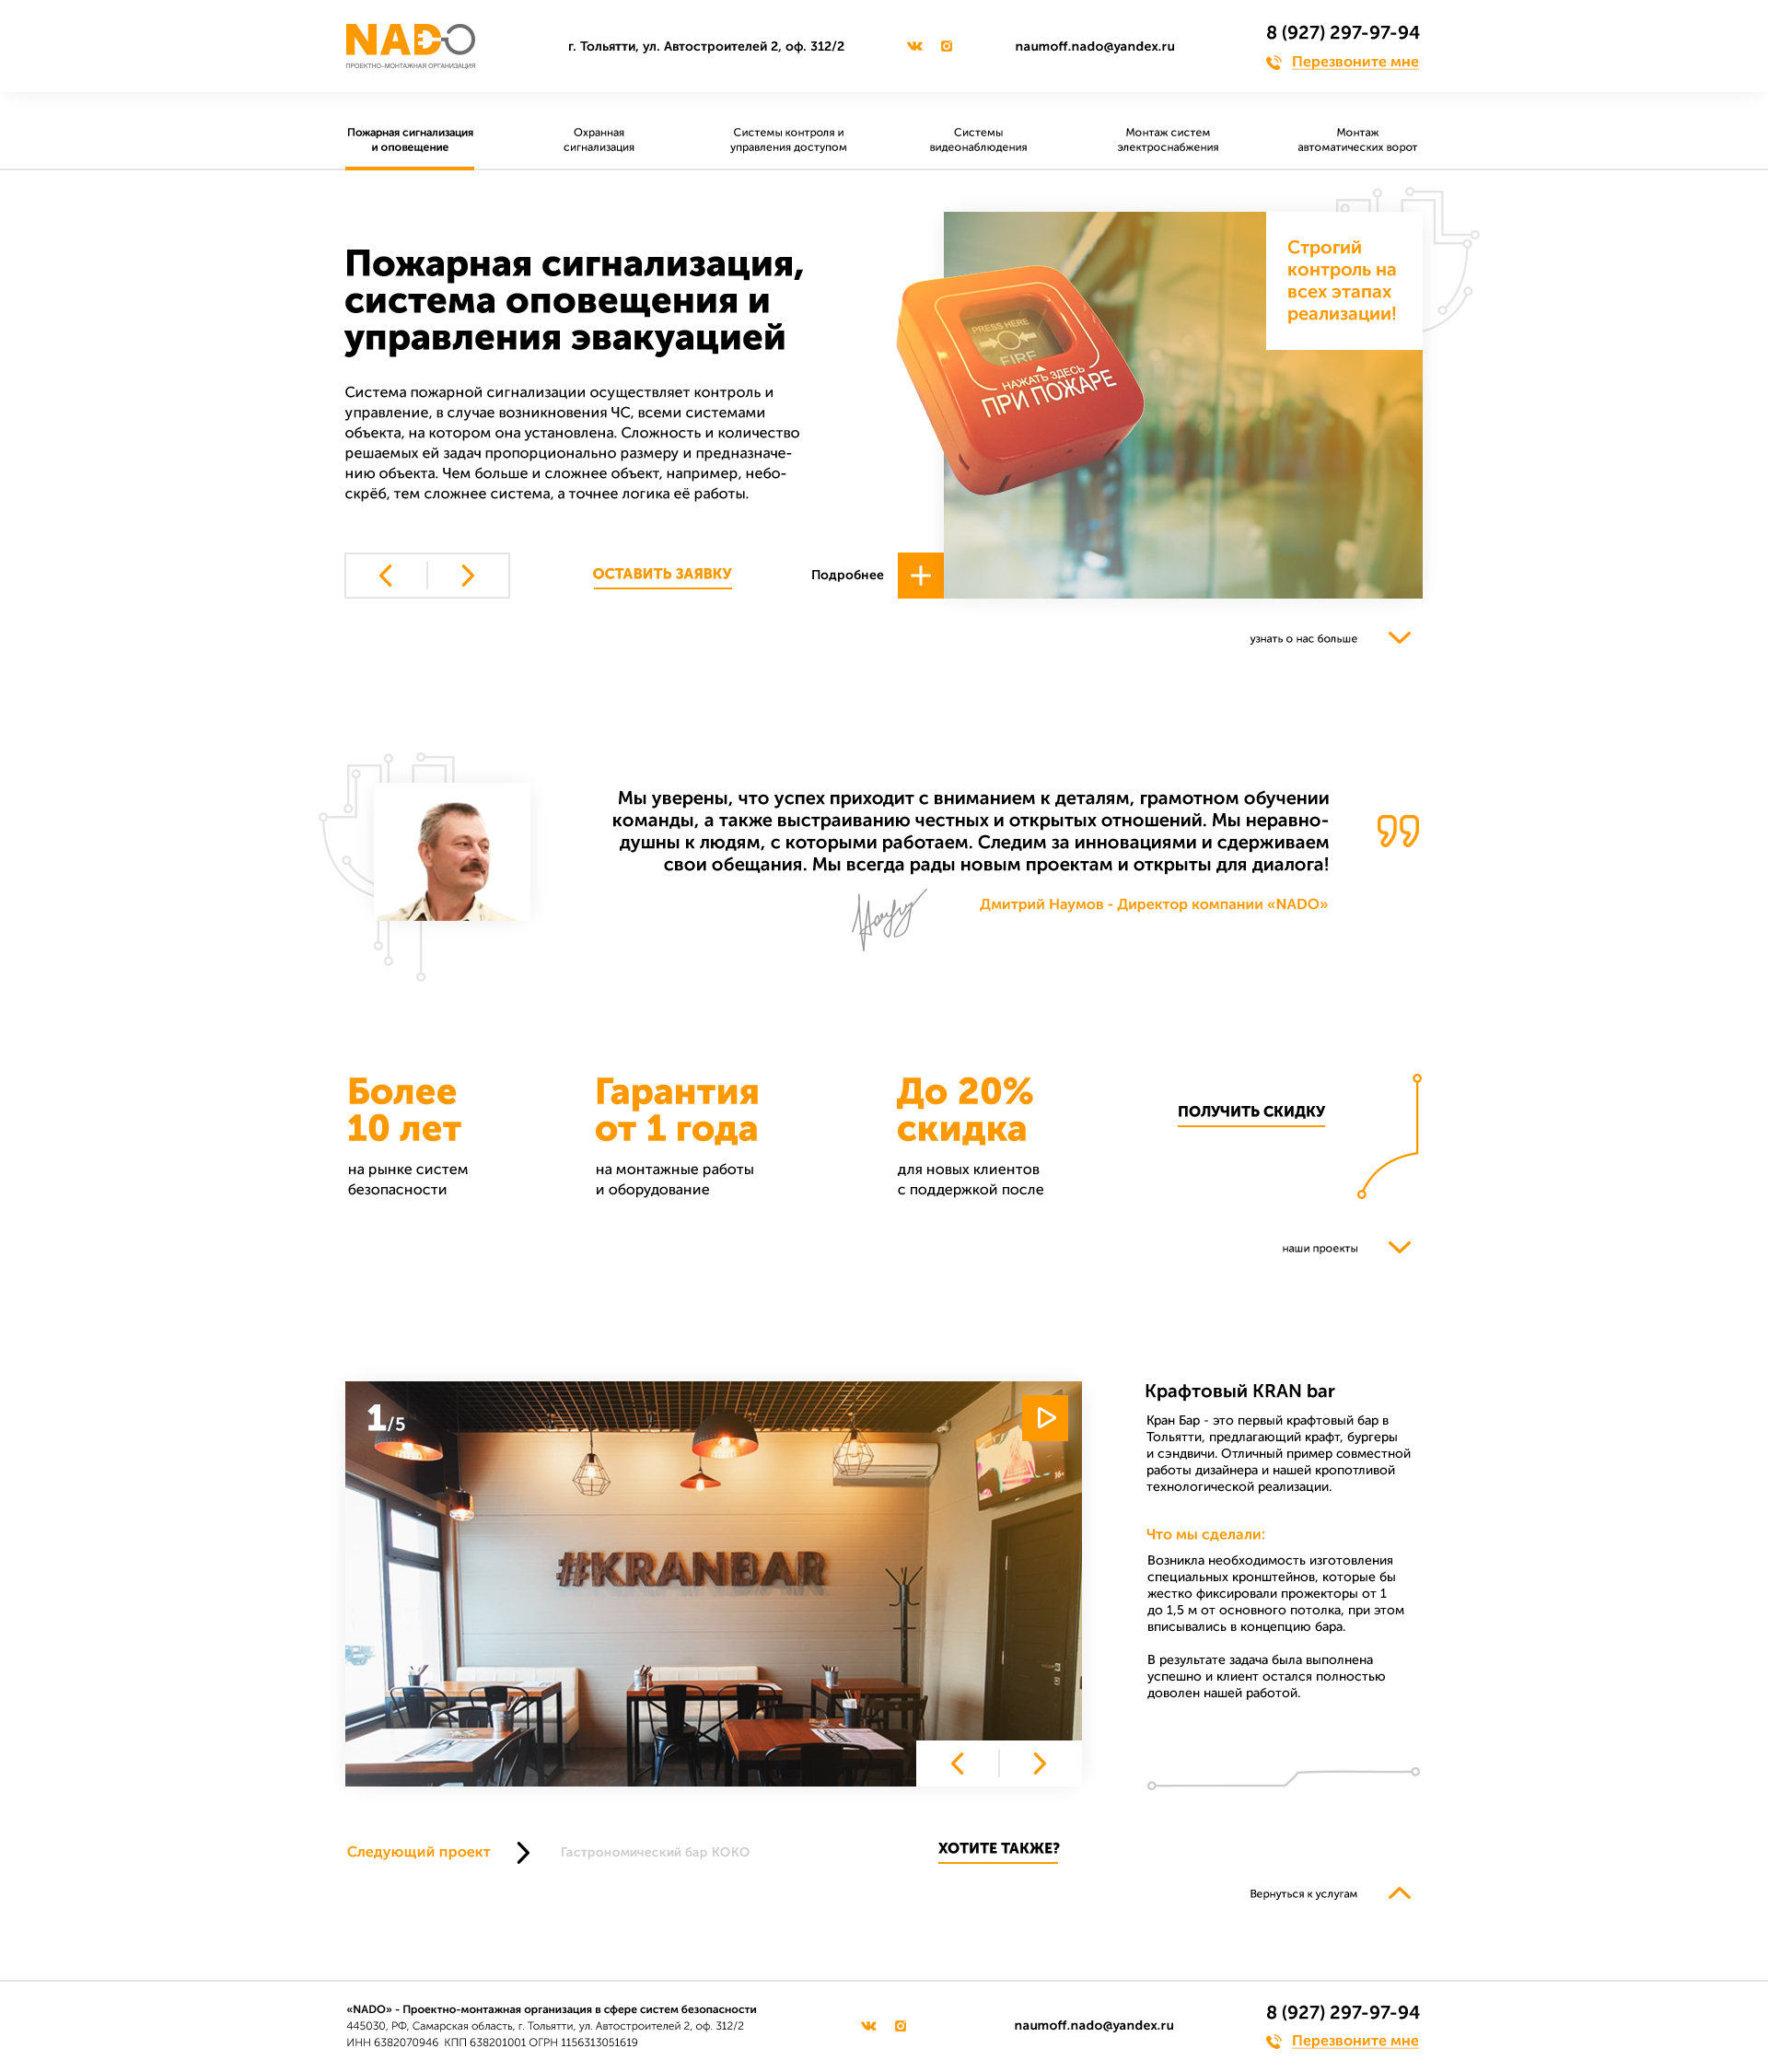 NADO
ПРОЕКТНО-МОНТАЖНАЯ ОРГАНИЗАЦИЯ
г. Тольятти, ул. Автостроителей 2, оф. 312/2
naumoff.nado@yandex.ru
8 (927) 297-97-94
Перезвоните мне
Пожарная сигнализация
и оповещение
Охранная
сигнализация
Системы контроля и
управления доступом
Системы
видеонаблюдения
Монтаж систем
электроснабжения
Монтаж
автоматических ворот
Пожарная сигнализация,
система оповещения и
управления эвакуацией
Система пожарной сигнализации осуществляет контроль и
управление, в случае возникновения ЧС, всеми системами
объекта, на котором она установлена. Сложность и количество
решаемых ей задач пропорционально размеру и предназначе-
нию объекта. Чем больше и сложнее объект, например, небо-
скрёб, тем сложнее система, а точнее логика её работы.
ОСТАВИТЬ ЗАЯВКУ
Подробнее
PRESS HERE
FIRE
НАЖАТЬ ЗДЕСЬ
ПРИ ПОЖАРЕ
Строгий
контроль на
всех этапах
реализации!
узнать о нас больше
Мы уверены, что успех приходит с вниманием к деталям, грамотном обучении
команды, а также выстраиванию честных и открытых отношений. Мы неравно-
душны к людям, с которыми работаем. Следим за инновациями и сдерживаем
свои обещания. Мы всегда рады новым проектам и открыты для диалога!
Дмитрий Наумов - Директор компании «NADO»
Более
10 лет
на рынке систем
безопасности
Гарантия
от 1 года
на монтажные работы
и оборудование
До 20%
скидка
для новых клиентов
с поддержкой после
ПОЛУЧИТЬ СКИДКУ
наши проекты
1/5
#KRANBAR
16+
Крафтовый KRAN bar
Кран Бар - это первый крафтовый бар в
Тольятти, предлагающий крафт, бургеры
и сэндвичи. Отличный пример совместной
работы дизайнера и нашей кропотливой
технологической реализации.
Что мы сделали:
Возникла необходимость изготовления
специальных кронштейнов, которые бы
жестко фиксировали прожекторы от 1
до 1,5 м от основного потолка, при этом
вписывались в концепцию бара.
В результате задача была выполнена
успешно и клиент остался полностью
доволен нашей работой.
Следующий проект
Гастрономический бар КОКО
ХОТИТЕ ТАКЖЕ?
Вернуться к услугам
«NADO» - Проектно-монтажная организация в сфере систем безопасности
445030, РФ, Самарская область, г. Тольятти, ул. Автостроителей 2, оф. 312/2
ИНН 6382070946 КПП 638201001 ОГРН 1156313051619
naumoff.nado@yandex.ru
8 (927) 297-97-94
Перезвоните мне